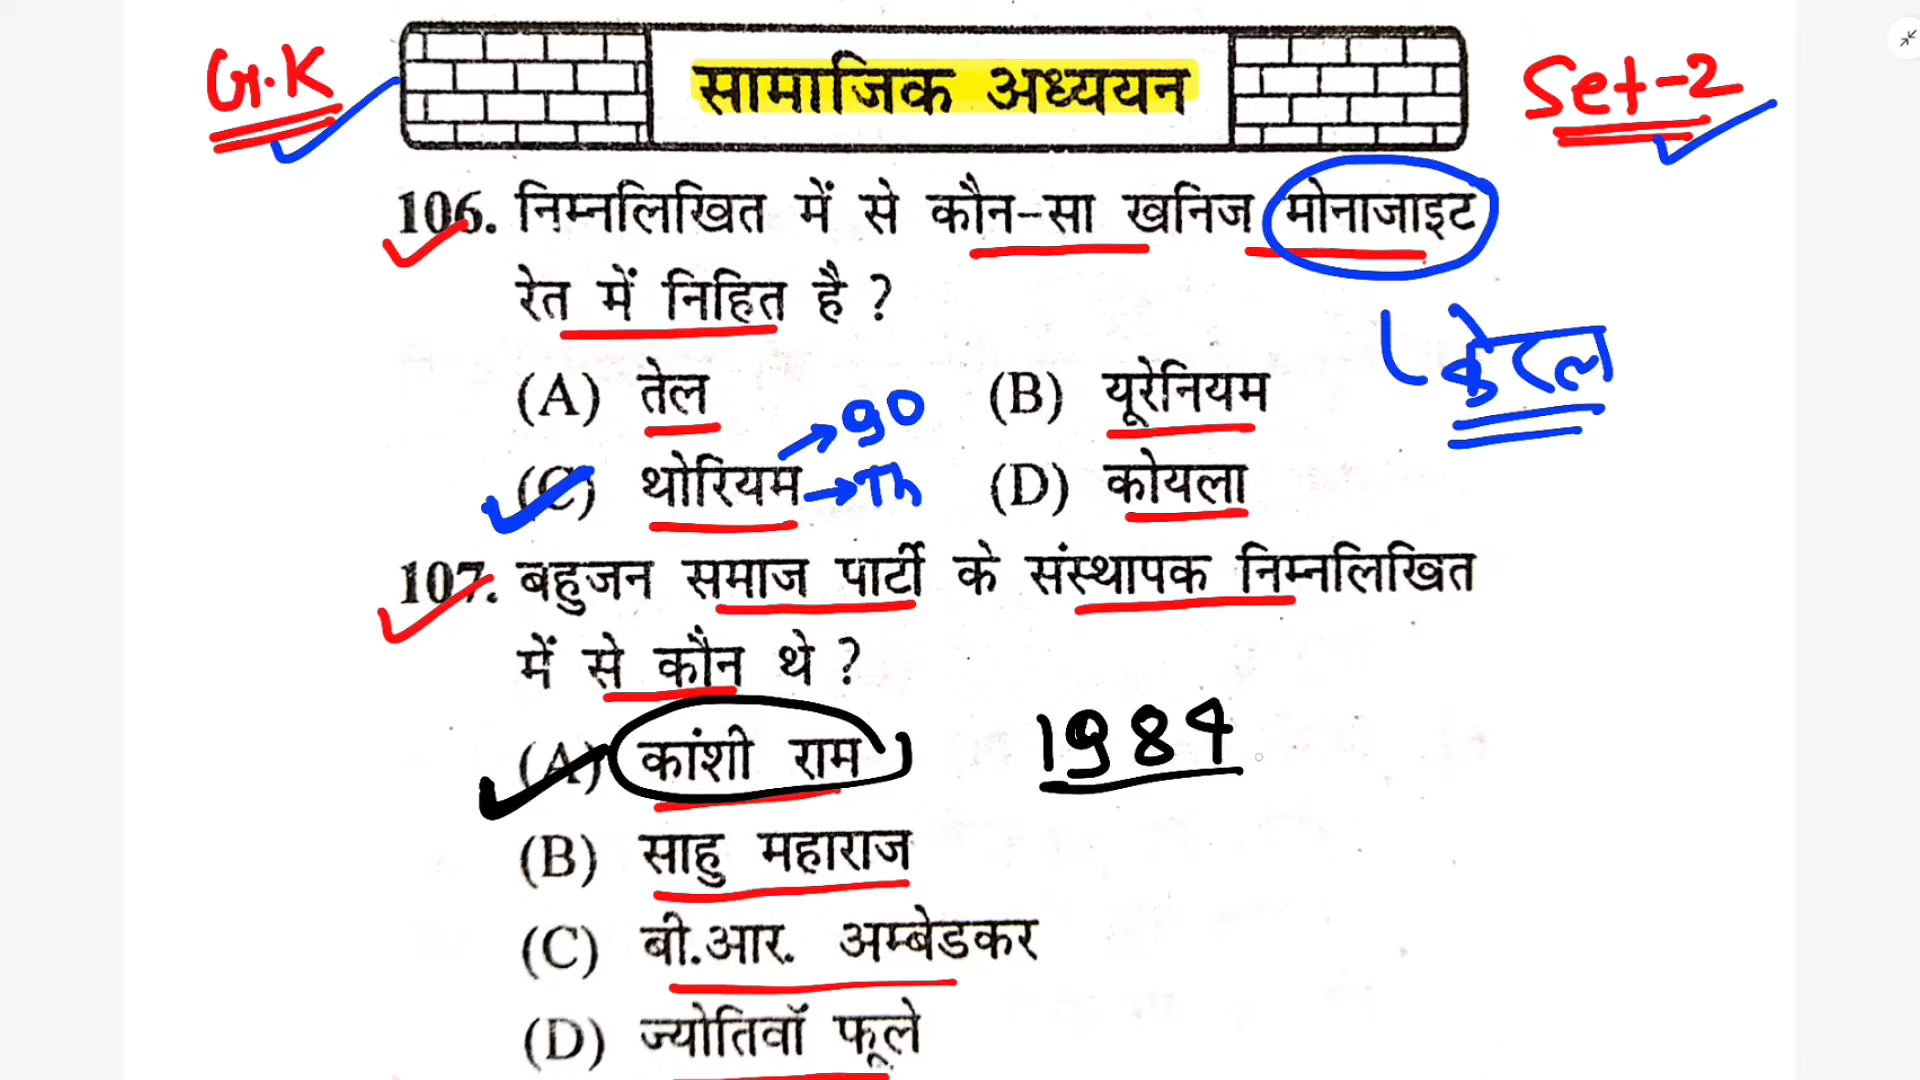 G.K
सामाजिक अध्ययन
Set-2
106. निम्नलिखित में से कौन-सा खनिज मोनाजाइट
रेत में निहित है ?
केरल
(A) तेल (B) यूरेनियम
90
(C) थोरियम Th (D) कोयला
107. बहुजन समाज पार्टी के संस्थापक निम्नलिखित
में से कौन थे ?
(A) कांशी राम 1984
(B) साहु महाराज
(C) बी.आर. अम्बेडकर
(D) ज्योतिवॉ फूले